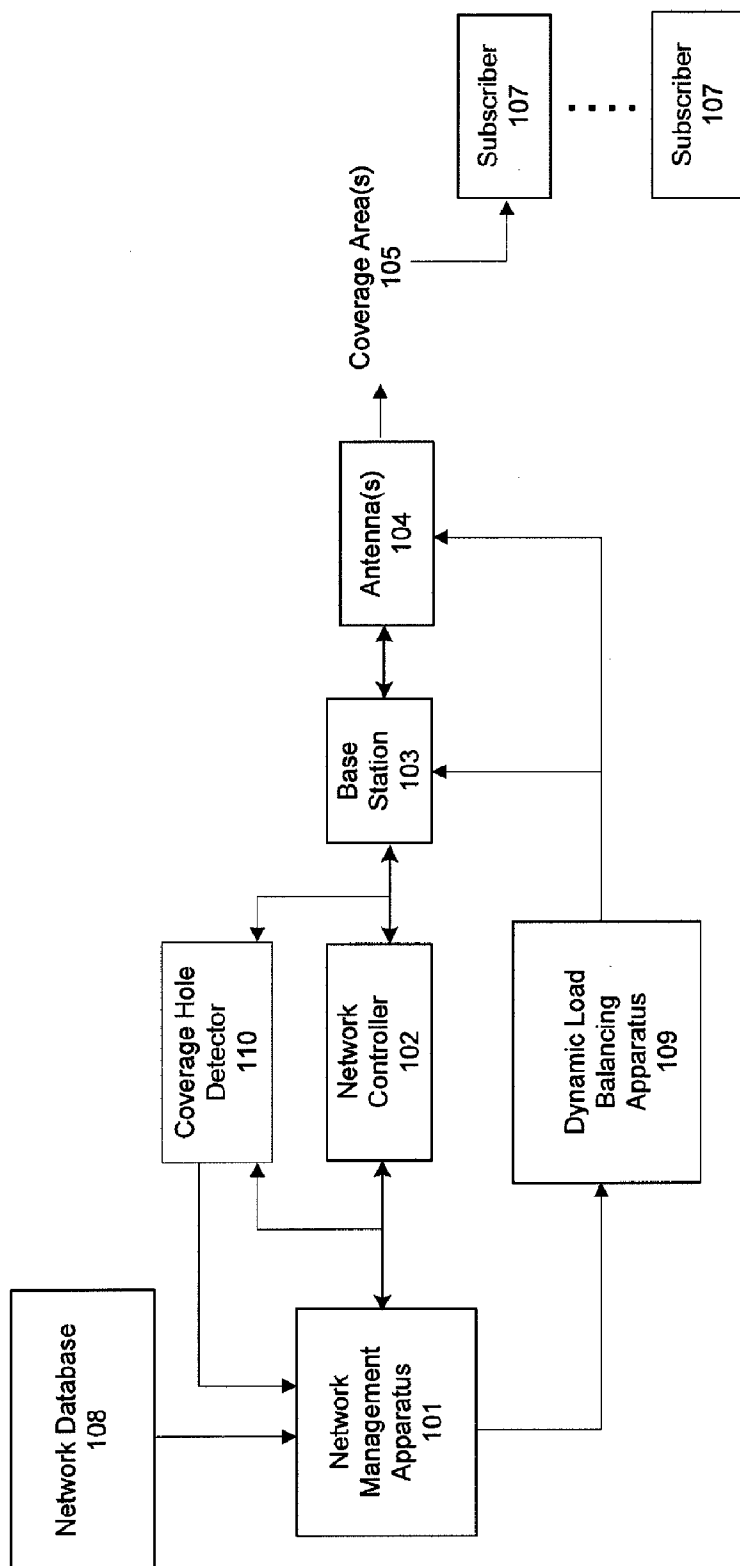 Network Database
108
Coverage Hole
Detector
110
Network
Management
Apparatus
101
Network
Controller
102
Base
Station
103
Antenna(s)
104
Coverage Area(s)
105
Subscriber
107
Subscriber
107
Dynamic Load
Balancing
Apparatus
109